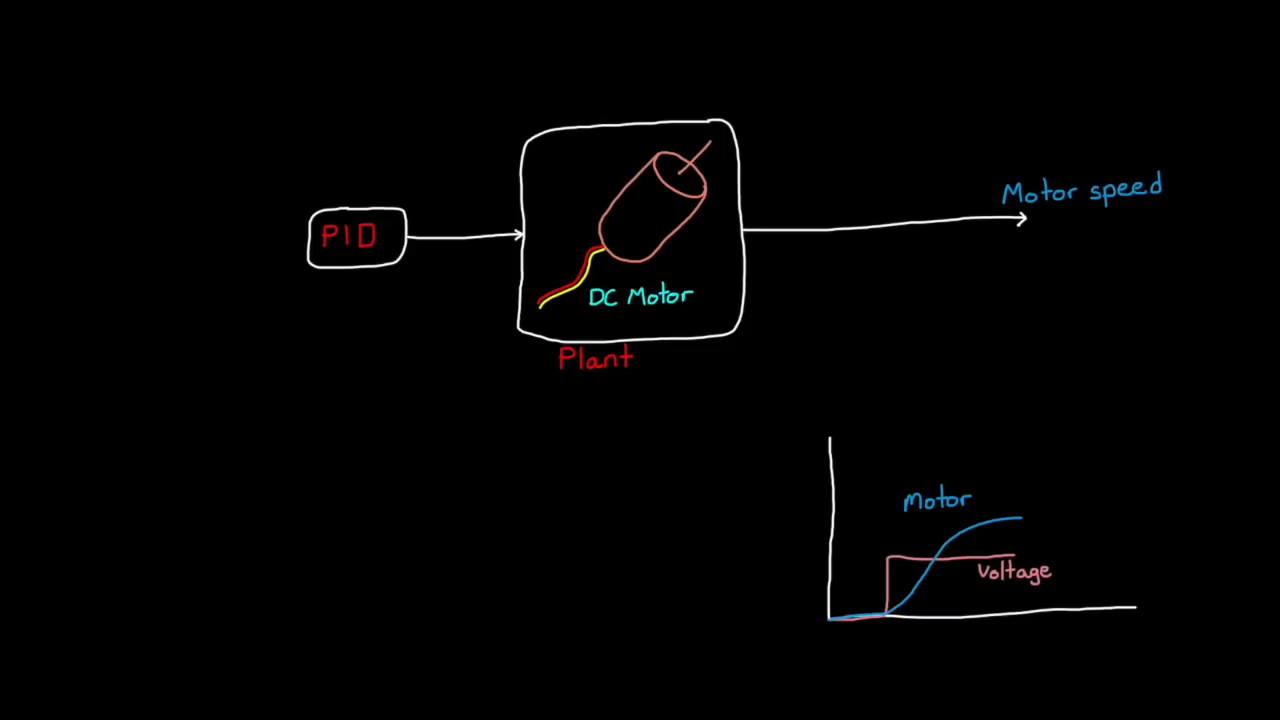 Motor speed
PID
DC Motor
Plant
Motor
Voltage